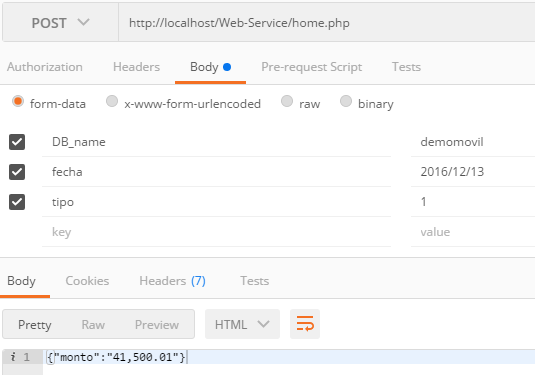 POST http://localhost/Web-Service/home.php
Authorization Headers Body Pre-request Script Tests
form-data x-www-form-urlencoded raw binary
DB_name demomovil
fecha 2016/12/13
tipo 1
key value
Body Cookies Headers (7) Tests
Pretty Raw Preview HTML
i 1 {"monto":"41,500.01"}